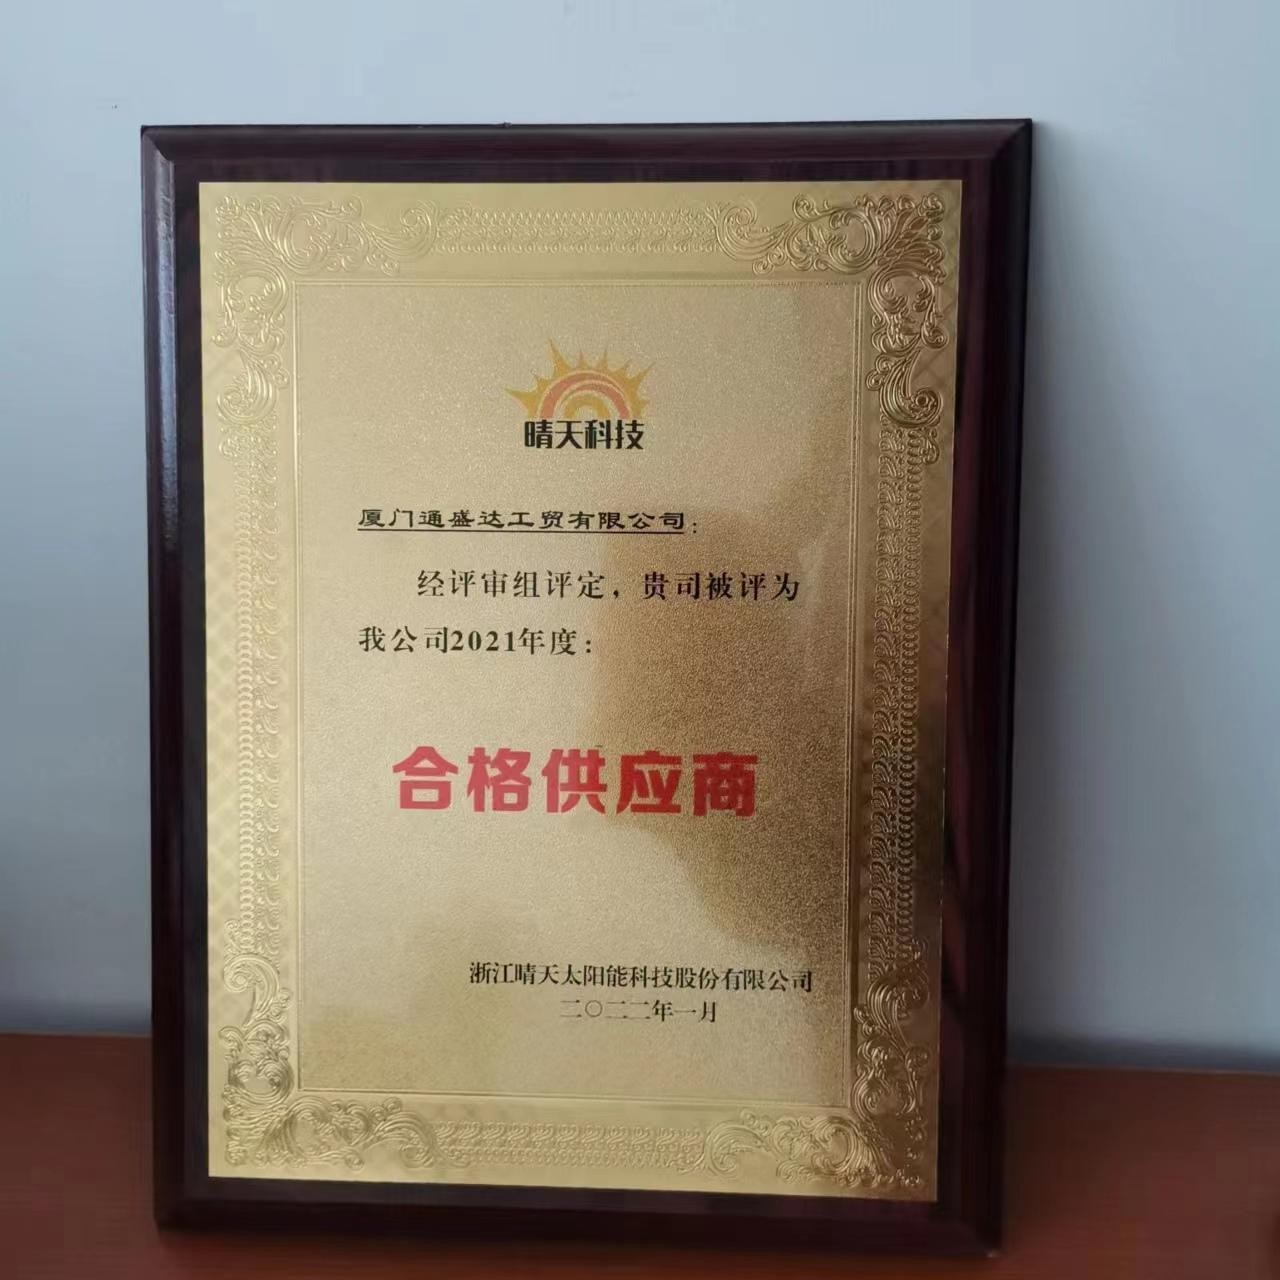 晴天科技
厦门通盛达工贸有限公司：
经评审组评定，贵司被评为
我公司2021年度：
合格供应商
浙江晴天太阳能科技股份有限公司
二〇二二年一月